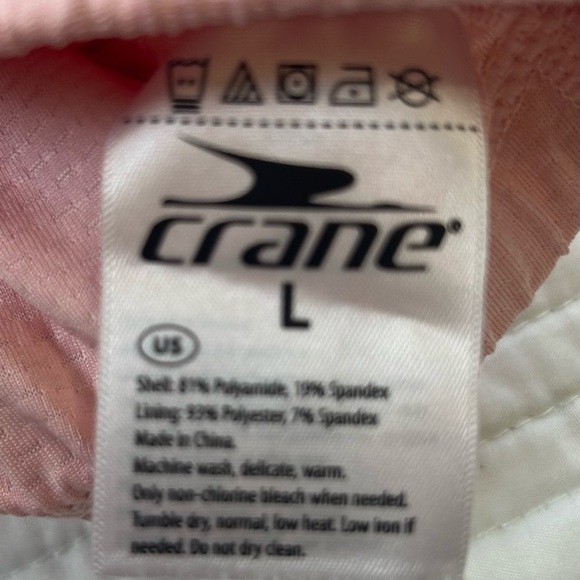 crane®
L
US
Shell: 81% Polyamide, 19% Spandex
Lining: 93% Polyester, 7% Spandex
Made in China.
Machine wash, delicate, warm.
Only non-chlorine bleach when needed.
Tumble dry, normal, low heat. Low iron if
needed. Do not dry clean.